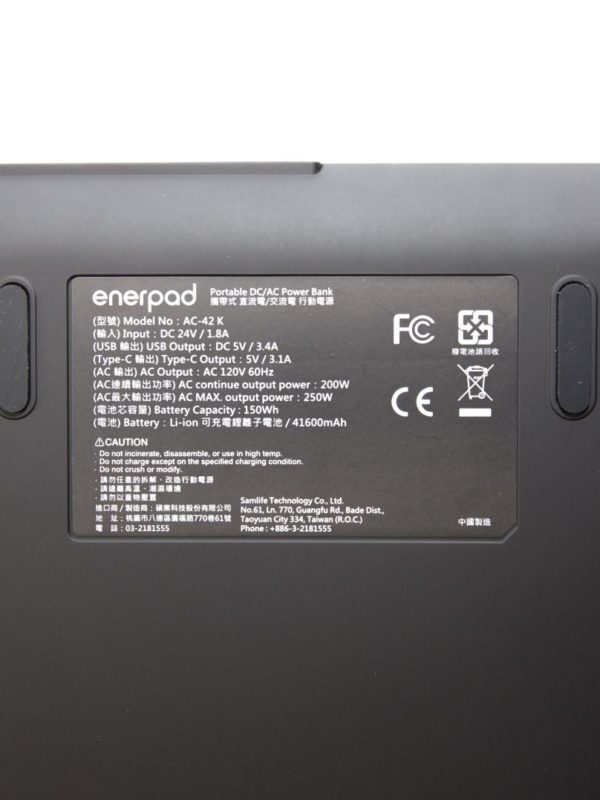 enerpad
Portable DC/AC Power Bank
攜帶式 直流電/交流電 行動電源
(型號) Model No : AC-42 K
(輸入) Input : DC 24V / 1.8A
(USB 輸出) USB Output : DC 5V / 3.4A
(Type-C 輸出) Type-C Output : 5V / 3.1A
(AC 輸出) AC Output : AC 120V 60Hz
(AC連續輸出功率) AC continue output power : 200W
(AC最大輸出功率) AC MAX. output power : 250W
(電池芯容量) Battery Capacity : 150Wh
(電池) Battery : Li-ion 可充電鋰離子電池 / 41600mAh
FC
廢電池請回收
CE
⚠CAUTION
· Do not incinerate, disassemble, or use in high temp.
· Do not charge except on the specified charging condition.
· Do not crush or modify.
· 請勿任意的拆解、改造行動電源
· 請遠離高溫、潮濕環境
· 請勿以重物壓置
進口商 / 製造商 : 碩業科技股份有限公司
地 址 : 桃園市八德區廣福路770巷61號
電 話 : 03-2181555
Samlife Technology Co., Ltd.
No.61, Ln. 770, Guangfu Rd., Bade Dist.,
Taoyuan City 334, Taiwan (R.O.C.)
Phone : +886-3-2181555
中國製造